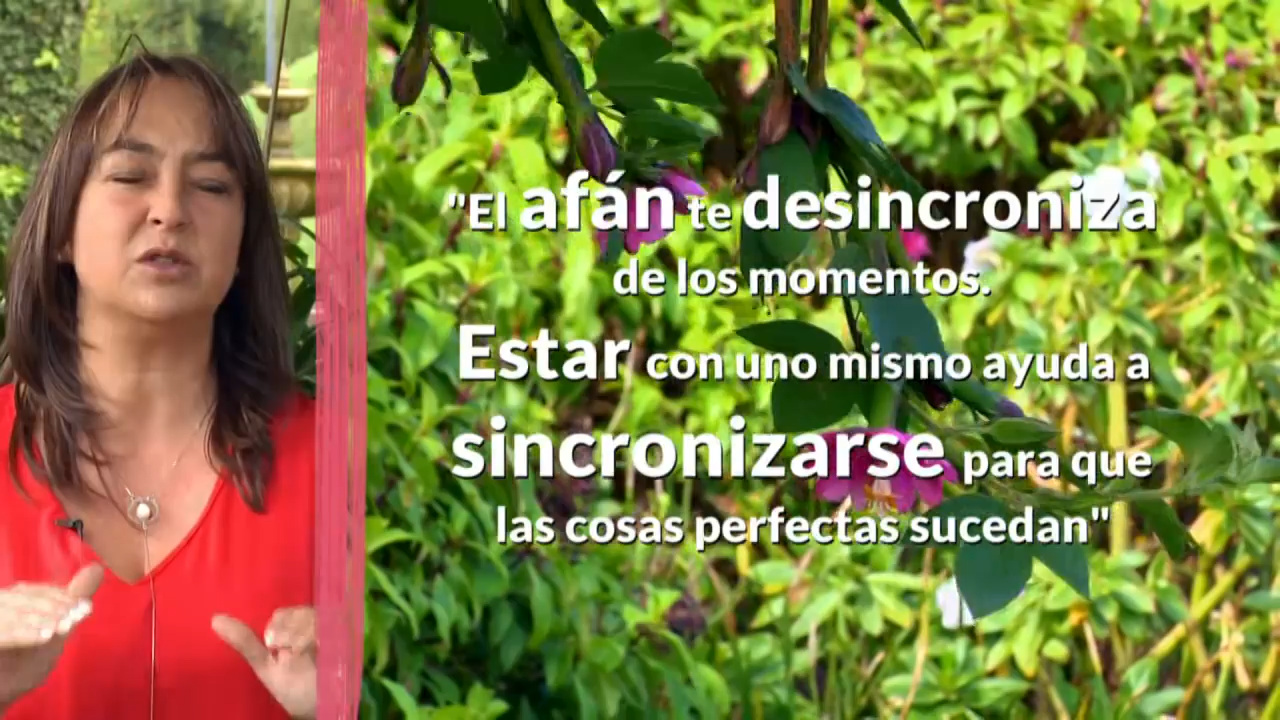 "El afán te desincroniza
de los momentos.
Estar con uno mismo ayuda a
sincronizarse para que
las cosas perfectas sucedan"